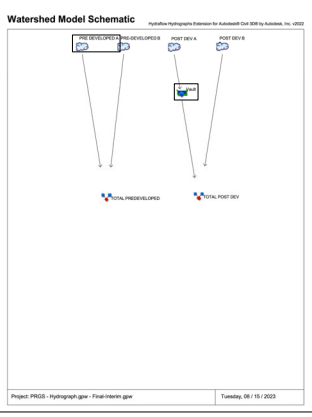 Watershed Model Schematic
Hydraflow Hydrographs Extension for Autodesk® Civil 3D® by Autodesk, Inc. v2022
PRE DEVELOPED A PRE-DEVELOPED B POST DEV A POST DEV B
Vault
TOTAL PREDEVELOPED TOTAL POST DEV
Project: PRGS - Hydrograph.gpw - Final-Interim.gpw Tuesday, 08 / 15 / 2023